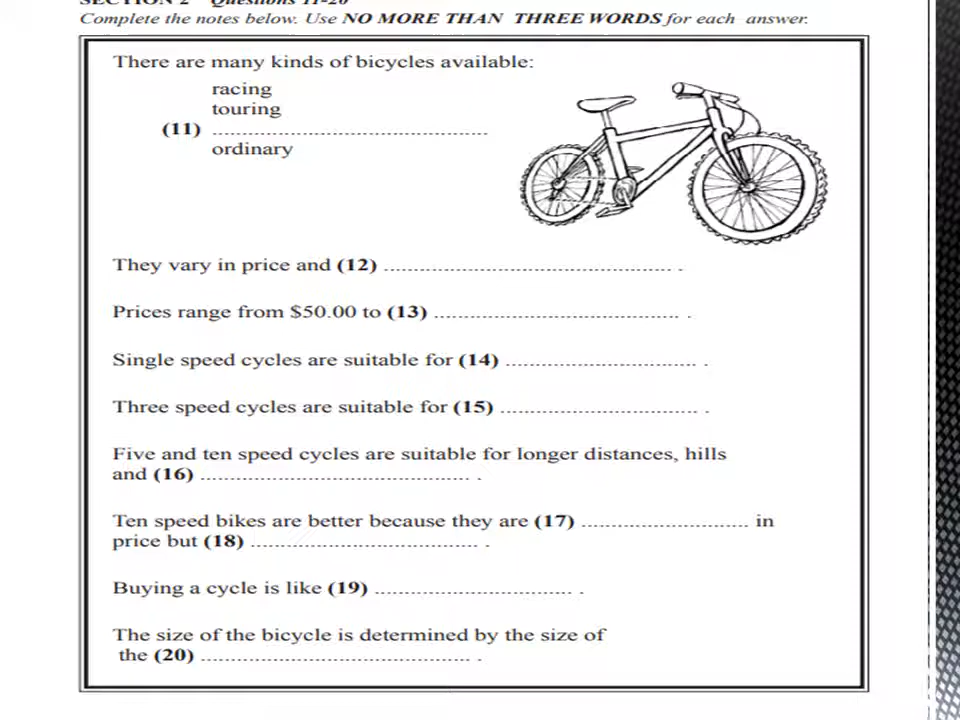 SECTION 2 Questions 11-20
Complete the notes below. Use NO MORE THAN THREE WORDS for each answer.
There are many kinds of bicycles available:
racing
touring
(11) ................................................
ordinary
They vary in price and (12) .................................................. .
Prices range from $50.00 to (13) ........................................... .
Single speed cycles are suitable for (14) ................................. .
Three speed cycles are suitable for (15) .................................. .
Five and ten speed cycles are suitable for longer distances, hills
and (16) ............................................... .
Ten speed bikes are better because they are (17) ............................. in
price but (18) ........................................ .
Buying a cycle is like (19) .................................. .
The size of the bicycle is determined by the size of
the (20) ............................................... .